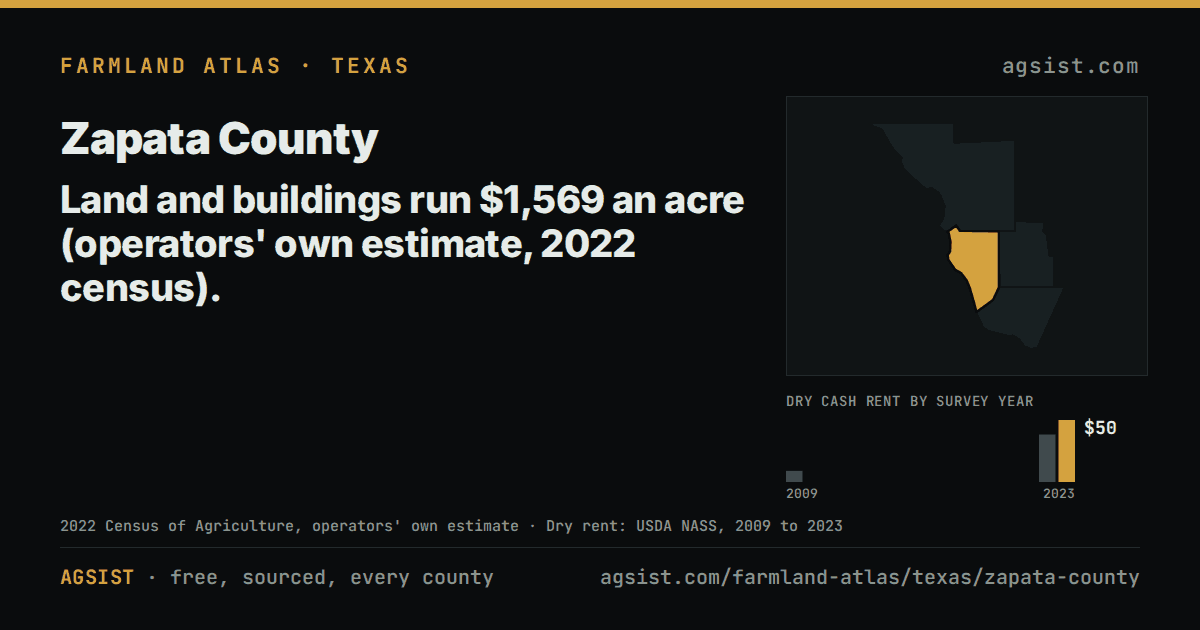 FARMLAND ATLAS · TEXAS
agsist.com
Zapata County
Land and buildings run $1,569 an acre
(operators' own estimate, 2022
census).
DRY CASH RENT BY SURVEY YEAR
$50
2009
2023
2022 Census of Agriculture, operators' own estimate · Dry rent: USDA NASS, 2009 to 2023
AGSIST · free, sourced, every county
agsist.com/farmland-atlas/texas/zapata-county